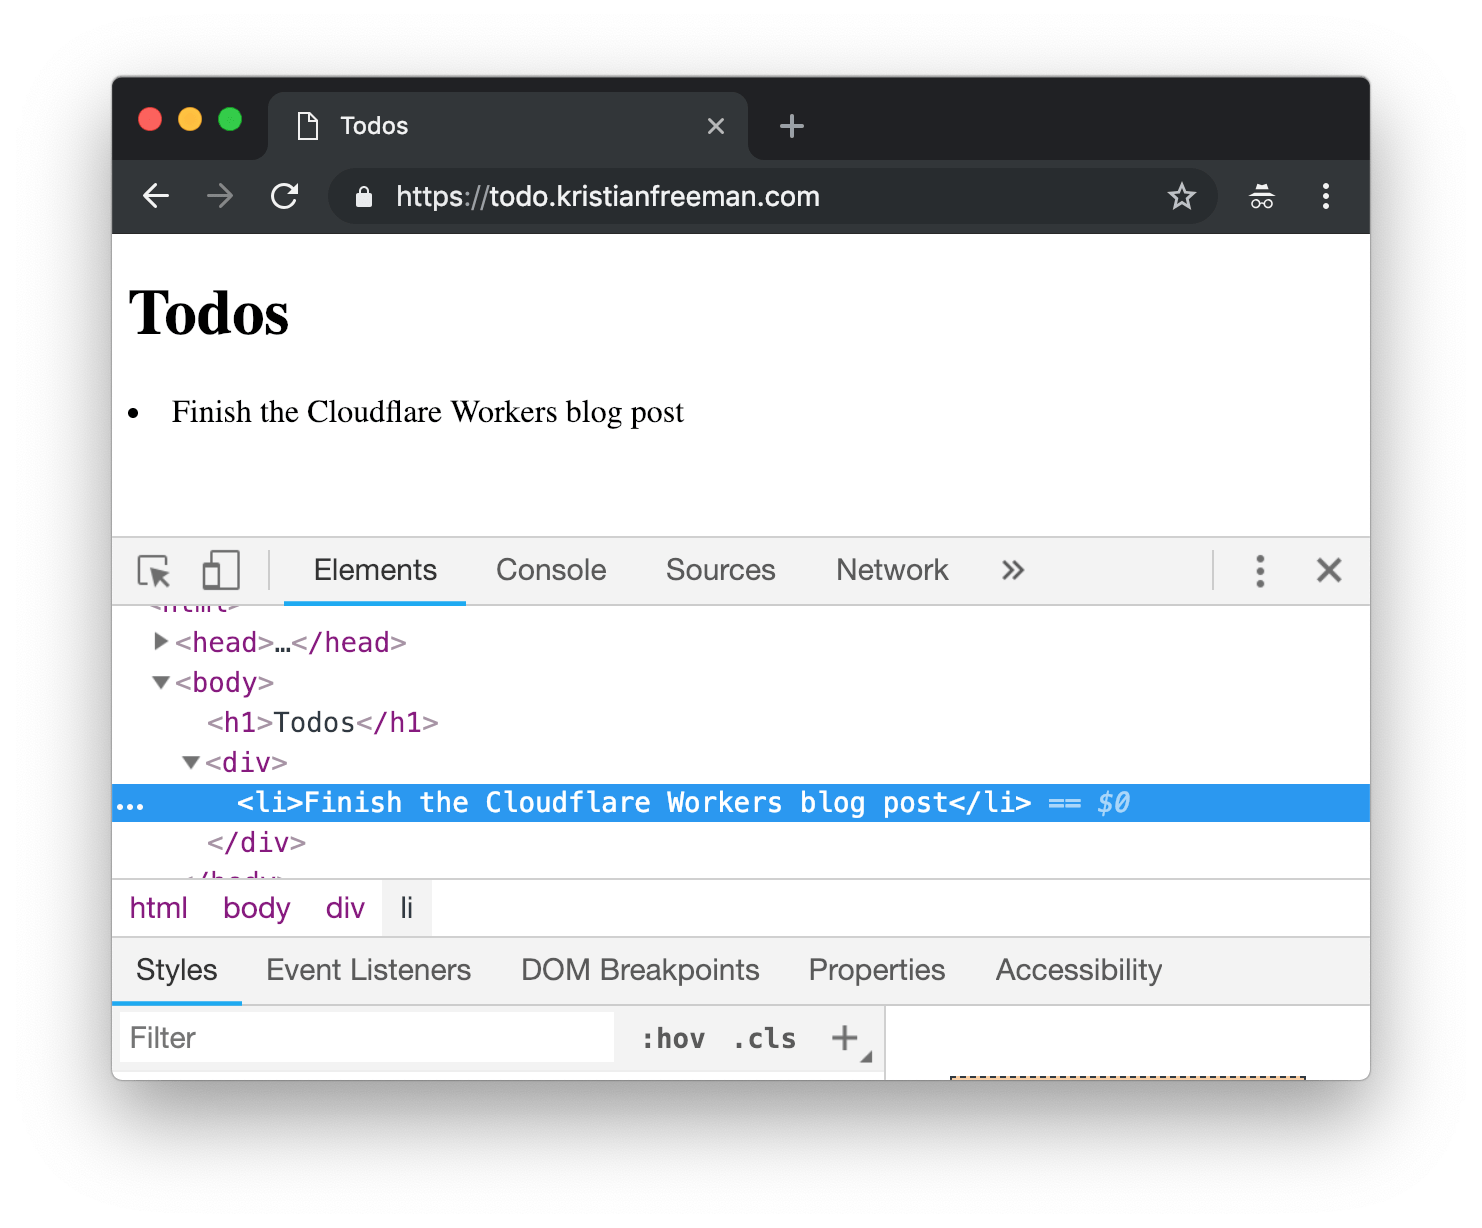 Todos
https://todo.kristianfreeman.com
Todos
• Finish the Cloudflare Workers blog post
Elements Console Sources Network »
<html>
<head>…</head>
<body>
<h1>Todos</h1>
<div>
... <li>Finish the Cloudflare Workers blog post</li> == $0
</div>
</body>
html body div li
Styles Event Listeners DOM Breakpoints Properties Accessibility
Filter :hov .cls +